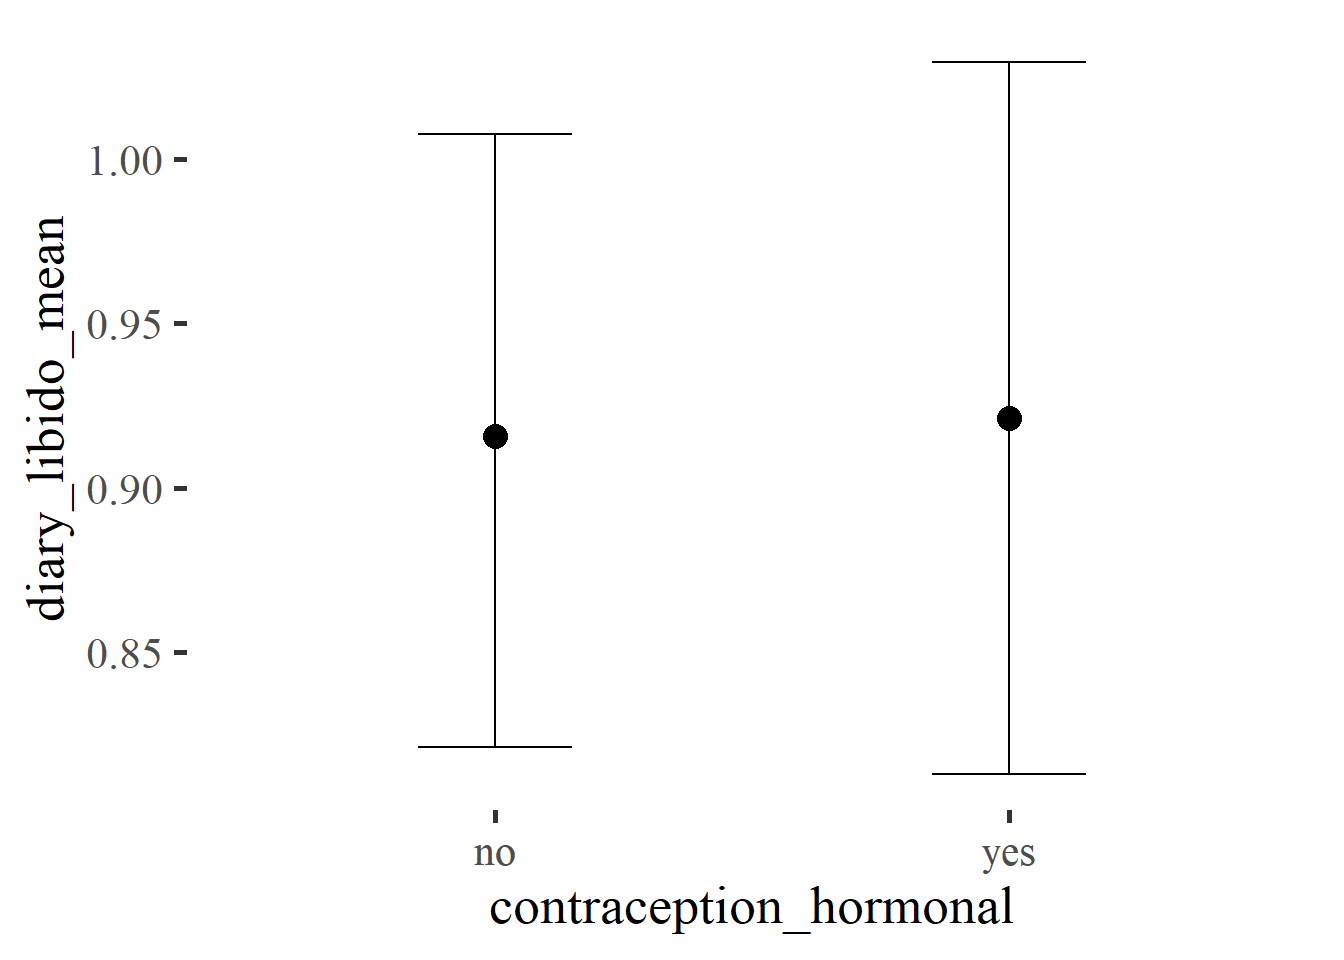 diary_libido_mean
1.00
0.95
0.90
0.85
no yes
contraception_hormonal